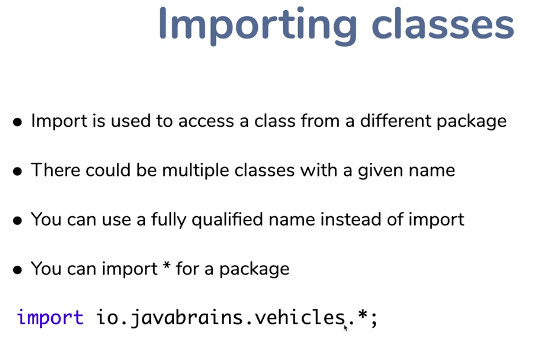 Importing classes
• Import is used to access a class from a different package
• There could be multiple classes with a given name
• You can use a fully qualified name instead of import
• You can import * for a package
import io.javabrains.vehicles.*;